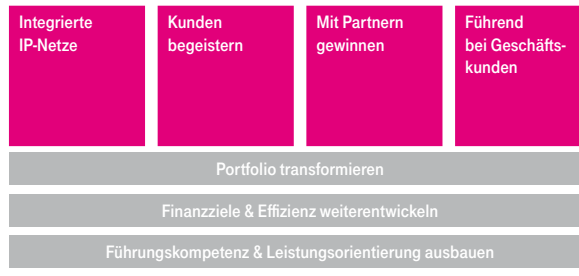 Integrierte
IP-Netze
Kunden
begeistern
Mit Partnern
gewinnen
Führend
bei Geschäfts-
kunden
Portfolio transformieren
Finanzziele & Effizienz weiterentwickeln
Führungskompetenz & Leistungsorientierung ausbauen